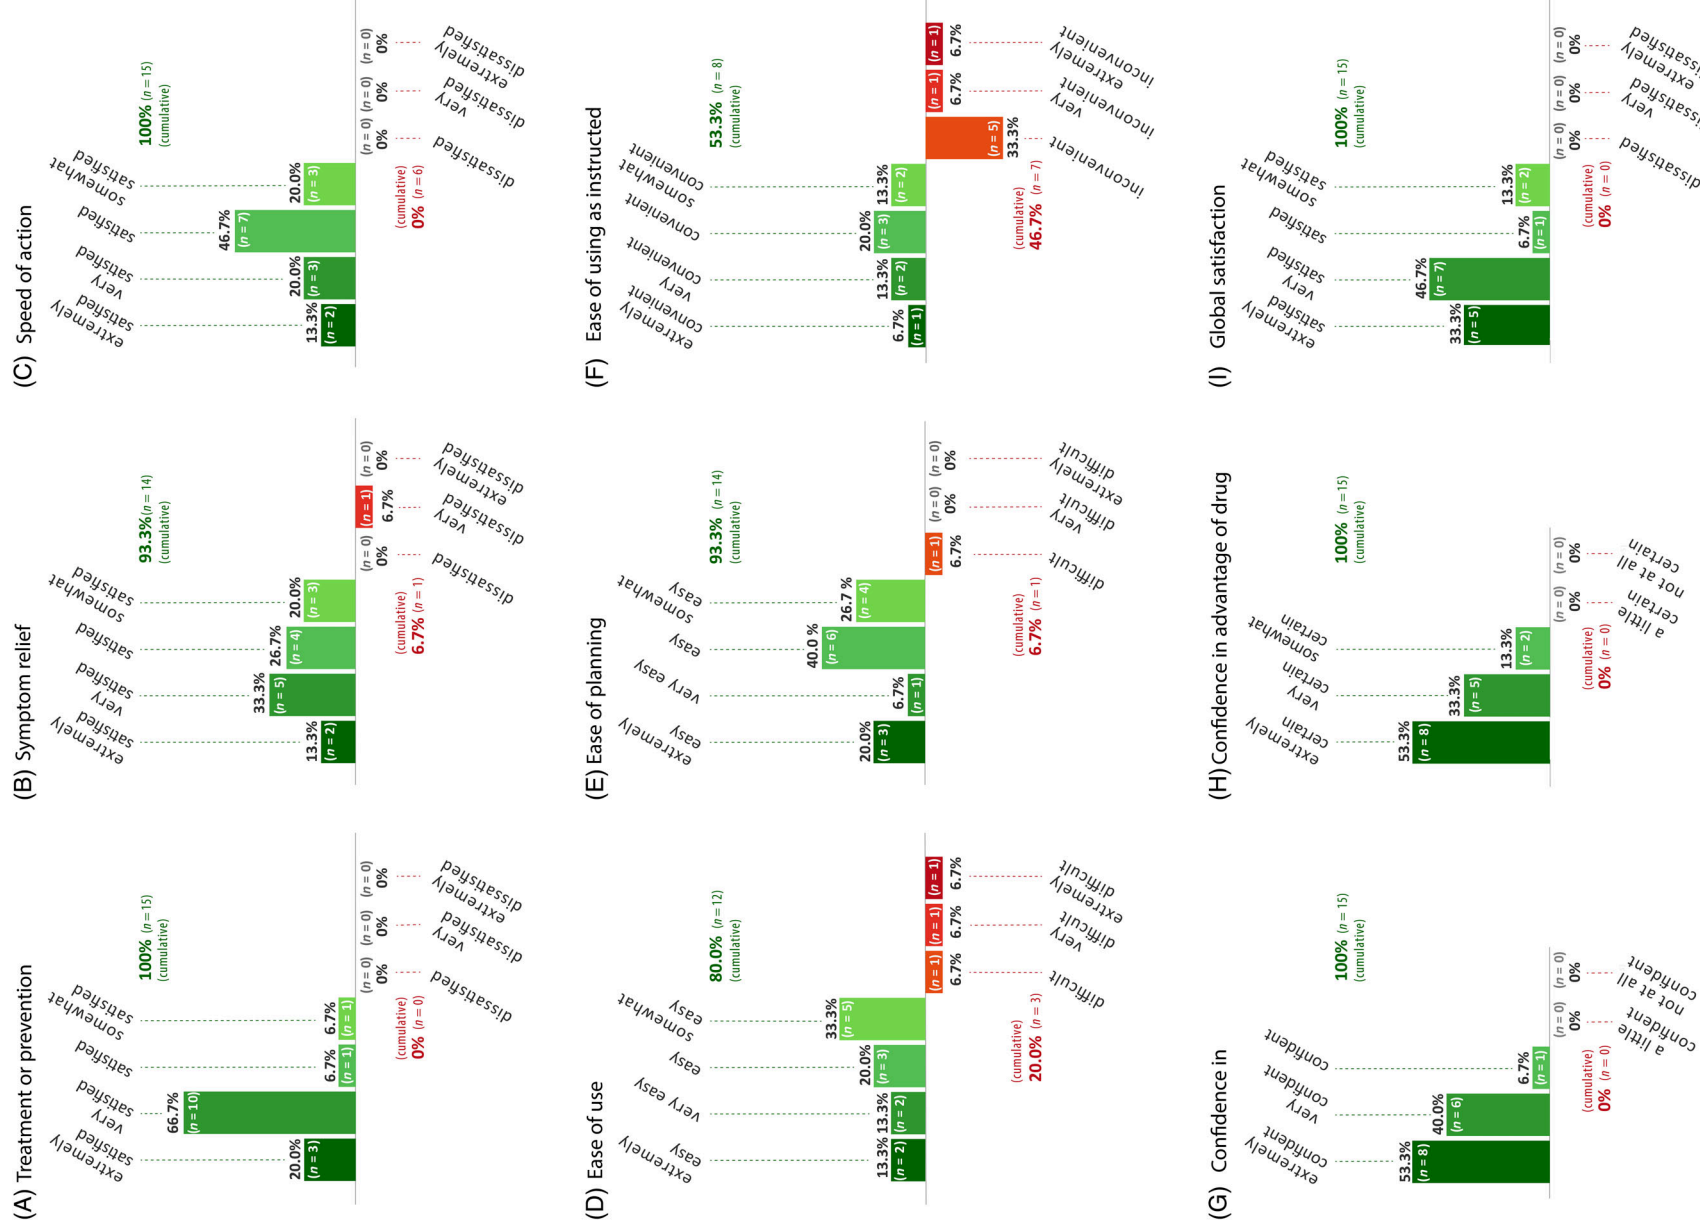 (A) Treatment or prevention
extremely
satisfied
very
satisfied
satisfied
somewhat
satisfied
100% (n = 15)
(cumulative)
20.0%
(n = 3)
66.7%
(n = 10)
6.7%
(n = 1)
6.7%
(n = 1)
(n = 0)
0%
(n = 0)
0%
(n = 0)
0%
(cumulative)
0% (n = 0)
dissatisfied
very
dissatisfied
extremely
dissatisfied
(B) Symptom relief
extremely
satisfied
very
satisfied
satisfied
somewhat
satisfied
93.3% (n = 14)
(cumulative)
13.3%
(n = 2)
33.3%
(n = 5)
26.7%
(n = 4)
20.0%
(n = 3)
(n = 0)
0%
(n = 1)
6.7%
(n = 0)
0%
(cumulative)
6.7% (n = 1)
dissatisfied
very
dissatisfied
extremely
dissatisfied
(C) Speed of action
extremely
satisfied
very
satisfied
satisfied
somewhat
satisfied
100% (n = 15)
(cumulative)
13.3%
(n = 2)
20.0%
(n = 3)
46.7%
(n = 7)
20.0%
(n = 3)
(n = 0)
0%
(n = 0)
0%
(n = 0)
0%
(cumulative)
0% (n = 6)
dissatisfied
very
dissatisfied
extremely
dissatisfied
(D) Ease of use
extremely
easy
very easy
easy
somewhat
easy
80.0% (n = 12)
(cumulative)
13.3%
(n = 2)
13.3%
(n = 2)
20.0%
(n = 3)
33.3%
(n = 5)
(n = 1)
6.7%
(n = 1)
6.7%
(n = 1)
6.7%
(cumulative)
20.0% (n = 3)
difficult
very
difficult
extremely
difficult
(E) Ease of planning
extremely
easy
very easy
easy
somewhat
easy
93.3% (n = 14)
(cumulative)
20.0%
(n = 3)
6.7%
(n = 1)
40.0 %
(n = 6)
26.7 %
(n = 4)
(n = 1)
6.7%
(n = 0)
0%
(n = 0)
0%
(cumulative)
6.7% (n = 1)
difficult
very
difficult
extremely
difficult
(F) Ease of using as instructed
extremely
convenient
very
convenient
convenient
somewhat
convenient
53.3% (n = 8)
(cumulative)
6.7%
(n = 1)
13.3%
(n = 2)
20.0%
(n = 3)
13.3%
(n = 2)
(n = 5)
33.3%
(n = 1)
6.7%
(n = 1)
6.7%
(cumulative)
46.7% (n = 7)
inconvenient
very
inconvenient
extremely
inconvenient
(G) Confidence in
extremely
confident
very
confident
confident
100% (n = 15)
(cumulative)
53.3%
(n = 8)
40.0%
(n = 6)
6.7%
(n = 1)
(n = 0)
0%
(n = 0)
0%
(cumulative)
0% (n = 0)
a little
confident
not at all
confident
(H) Confidence in advantage of drug
extremely
certain
very
certain
somewhat
certain
100% (n = 15)
(cumulative)
53.3%
(n = 8)
33.3%
(n = 5)
13.3%
(n = 2)
(n = 0)
0%
(n = 0)
0%
(cumulative)
0% (n = 0)
a little
certain
not at all
certain
(I) Global satisfaction
extremely
satisfied
very
satisfied
satisfied
somewhat
satisfied
100% (n = 15)
(cumulative)
33.3%
(n = 5)
46.7%
(n = 7)
6.7%
(n = 1)
13.3%
(n = 2)
(n = 0)
0%
(n = 0)
0%
(n = 0)
0%
(cumulative)
0% (n = 0)
dissatisfied
very
dissatisfied
extremely
dissatisfied